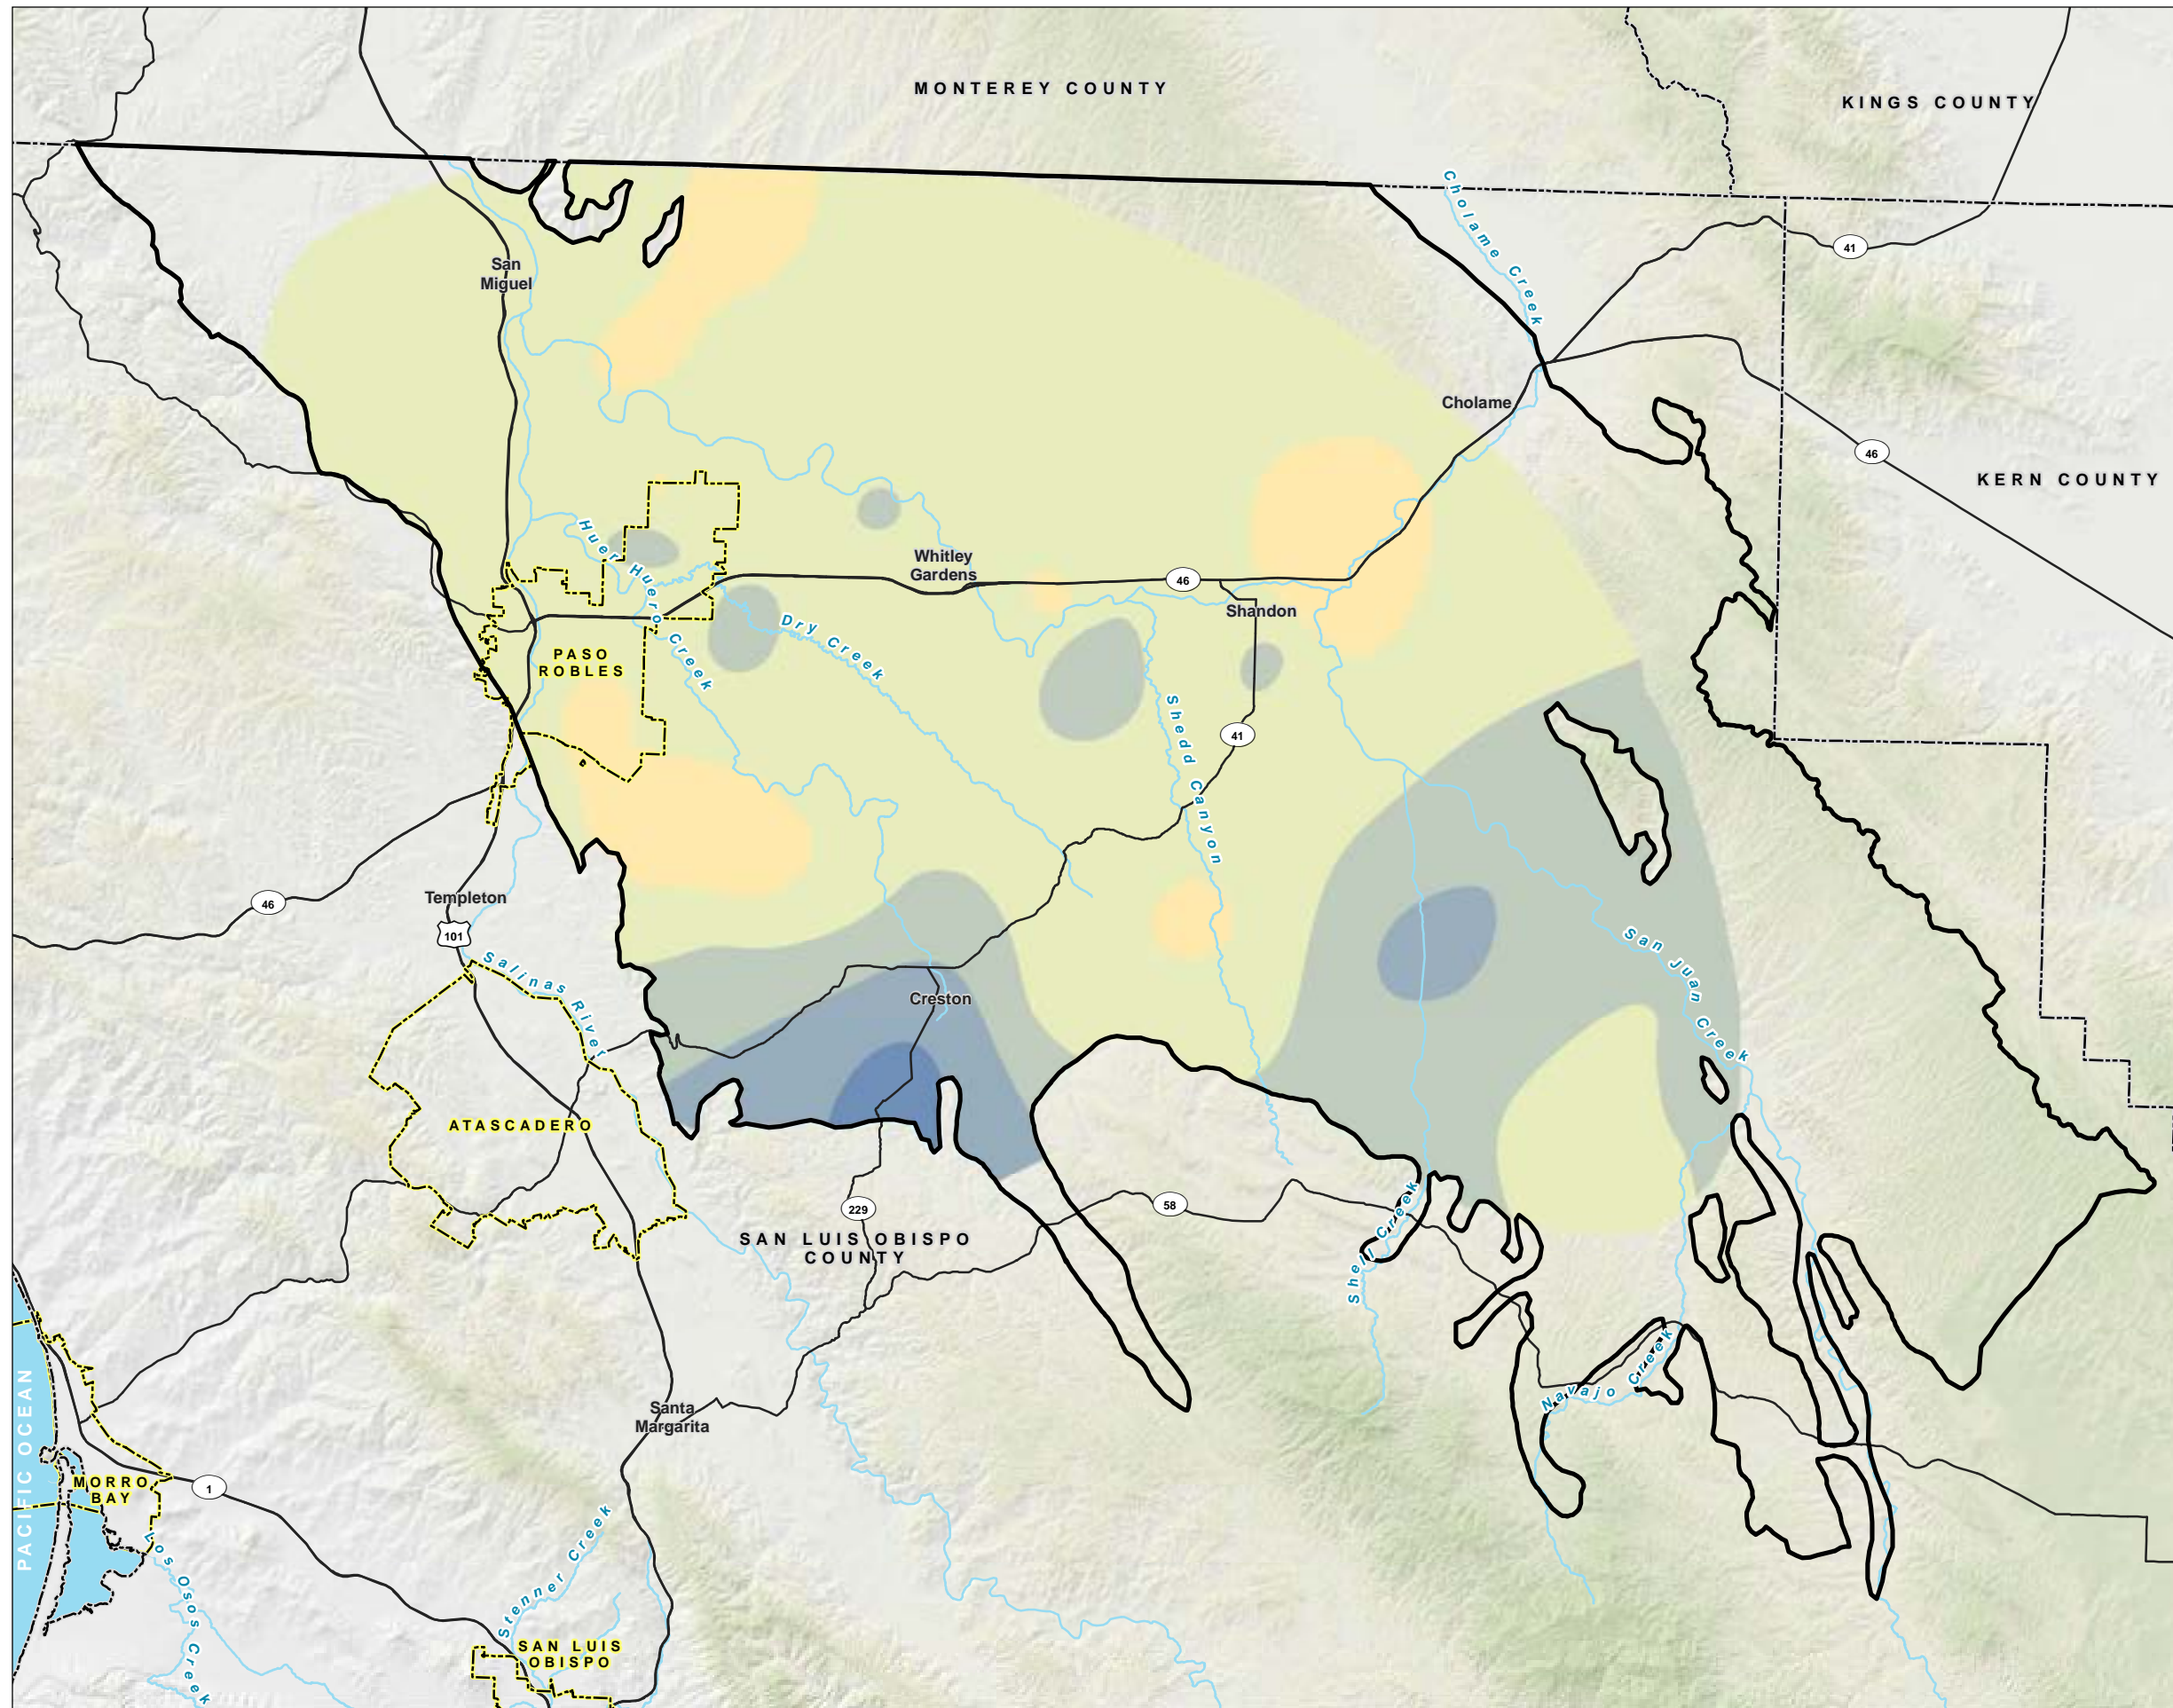 MONTEREY COUNTY
KINGS COUNTY
Cholame Creek
41
San
Miguel
Cholame
46
KERN COUNTY
Huer Huero Creek
Whitley
Gardens
46
Shandon
Dry Creek
PASO
ROBLES
Shedd Canyon
41
46
Templeton
101
Salinas River
San Juan Creek
Creston
ATASCADERO
229
58
SAN LUIS OBISPO
COUNTY
Shell Creek
Navajo Creek
PACIFIC OCEAN
Santa
Margarita
MORRO
BAY
1
Los Osos Creek
Stenner Creek
SAN LUIS
OBISPO